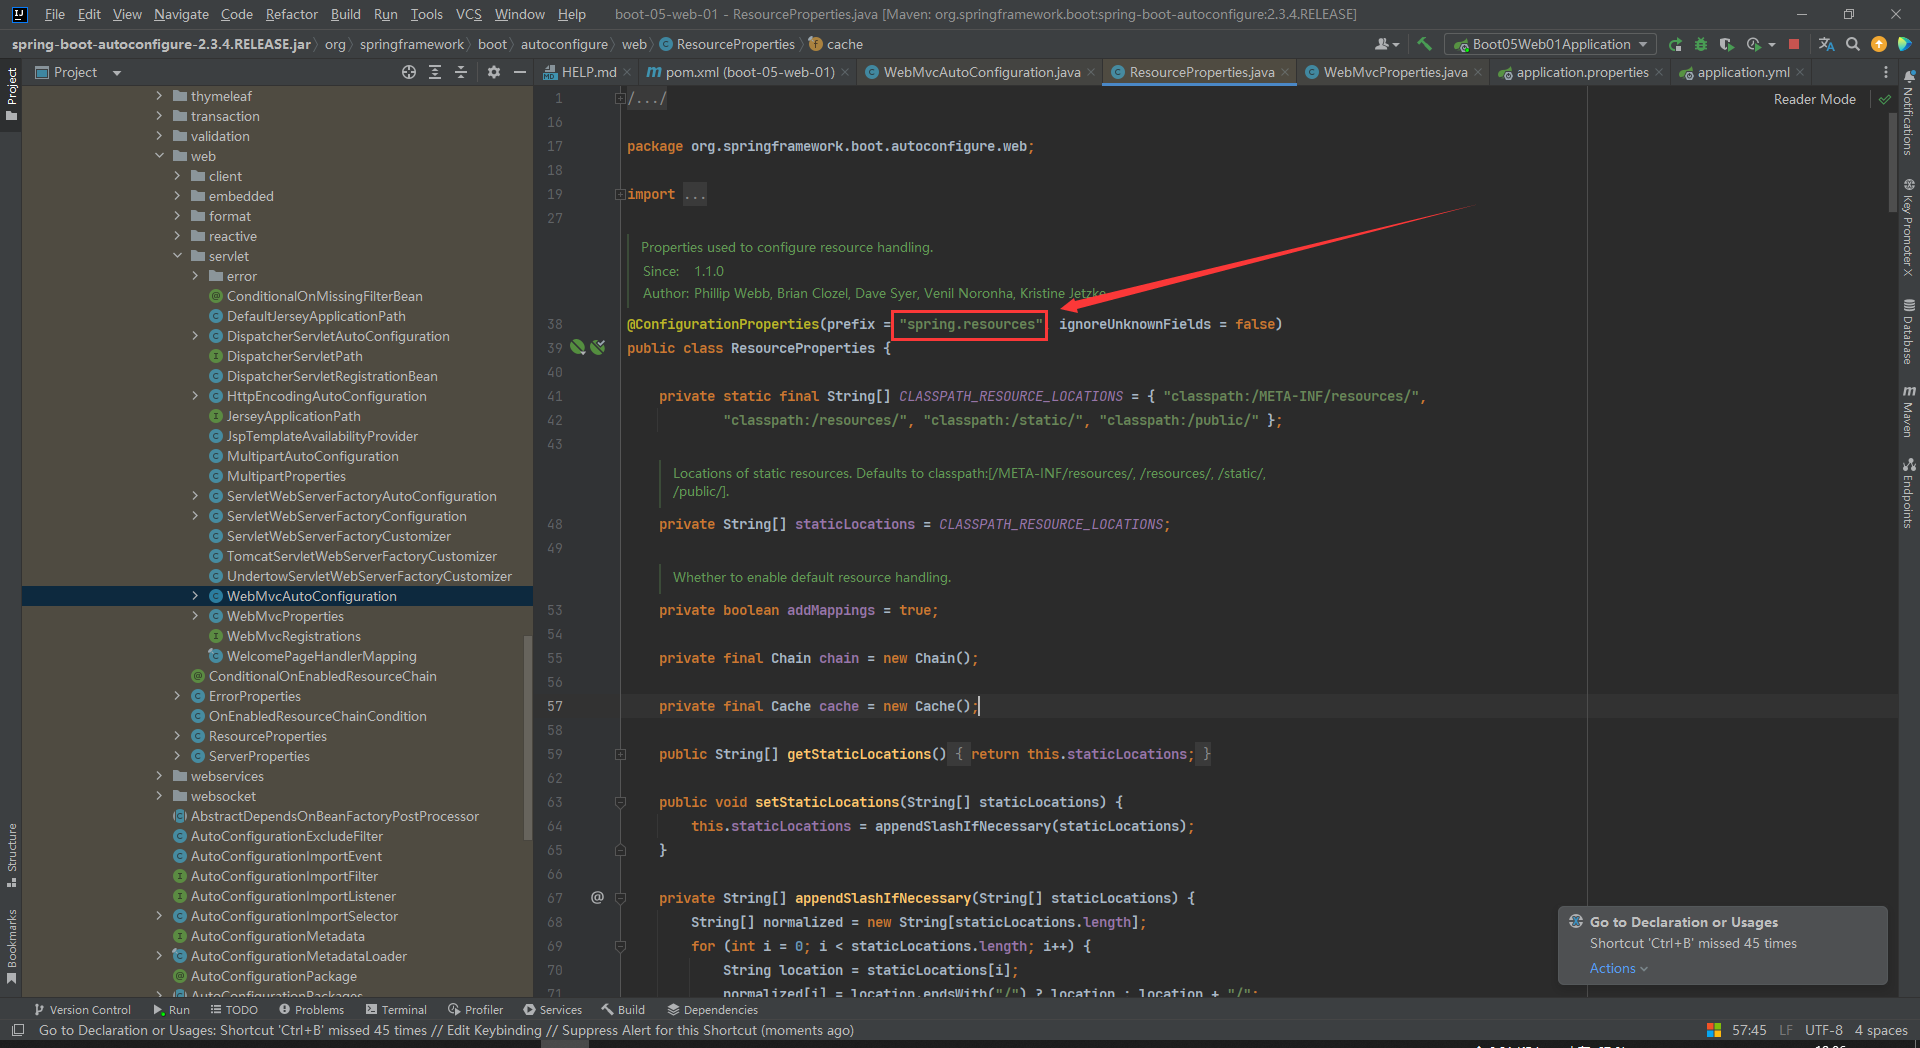 File Edit View Navigate Code Refactor Build Run Tools VCS Window Help boot-05-web-01 - ResourceProperties.java [Maven: org.springframework.boot:spring-boot-autoconfigure:2.3.4.RELEASE]
spring-boot-autoconfigure-2.3.4.RELEASE.jar org springframework boot autoconfigure web ResourceProperties cache Boot05Web01Application
Project HELP.md pom.xml (boot-05-web-01) WebMvcAutoConfiguration.java ResourceProperties.java WebMvcProperties.java application.properties application.yml
Project
Structure
Bookmarks
thymeleaf
transaction
validation
web
client
embedded
format
reactive
servlet
error
ConditionalOnMissingFilterBean
DefaultJerseyApplicationPath
DispatcherServletAutoConfiguration
DispatcherServletPath
DispatcherServletRegistrationBean
HttpEncodingAutoConfiguration
JerseyApplicationPath
JspTemplateAvailabilityProvider
MultipartAutoConfiguration
MultipartProperties
ServletWebServerFactoryAutoConfiguration
ServletWebServerFactoryConfiguration
ServletWebServerFactoryCustomizer
TomcatServletWebServerFactoryCustomizer
UndertowServletWebServerFactoryCustomizer
WebMvcAutoConfiguration
WebMvcProperties
WebMvcRegistrations
WelcomePageHandlerMapping
ConditionalOnEnabledResourceChain
ErrorProperties
OnEnabledResourceChainCondition
ResourceProperties
ServerProperties
webservices
websocket
AbstractDependsOnBeanFactoryPostProcessor
AutoConfigurationExcludeFilter
AutoConfigurationImportEvent
AutoConfigurationImportFilter
AutoConfigurationImportListener
AutoConfigurationImportSelector
AutoConfigurationMetadata
AutoConfigurationMetadataLoader
AutoConfigurationPackage
AutoConfigurationPackages
Reader Mode
1 /.../
16
17 package org.springframework.boot.autoconfigure.web;
18
19 import ...
27
Properties used to configure resource handling.
Since: 1.1.0
Author: Phillip Webb, Brian Clozel, Dave Syer, Venil Noronha, Kristine Jetzke
38 @ConfigurationProperties(prefix = "spring.resources" ignoreUnknownFields = false)
39 public class ResourceProperties {
40
41 private static final String[] CLASSPATH_RESOURCE_LOCATIONS = { "classpath:/META-INF/resources/",
42 "classpath:/resources/", "classpath:/static/", "classpath:/public/" };
43
Locations of static resources. Defaults to classpath:[/META-INF/resources/, /resources/, /static/,
/public/].
48 private String[] staticLocations = CLASSPATH_RESOURCE_LOCATIONS;
49
Whether to enable default resource handling.
53 private boolean addMappings = true;
54
55 private final Chain chain = new Chain();
56
57 private final Cache cache = new Cache();
58
59 public String[] getStaticLocations() { return this.staticLocations; }
62
63 public void setStaticLocations(String[] staticLocations) {
64 this.staticLocations = appendSlashIfNecessary(staticLocations);
65 }
66
67 @ private String[] appendSlashIfNecessary(String[] staticLocations) {
68 String[] normalized = new String[staticLocations.length];
69 for (int i = 0; i < staticLocations.length; i++) {
70 String location = staticLocations[i];
71 normalized[i] = location.endsWith("/") ? location : location + "/";
Notifications
Key Promoter X
Database
Maven
Endpoints
Go to Declaration or Usages
Shortcut 'Ctrl+B' missed 45 times
Actions
Version Control Run TODO Problems Terminal Profiler Services Build Dependencies
Go to Declaration or Usages: Shortcut 'Ctrl+B' missed 45 times // Edit Keybinding // Suppress Alert for this Shortcut (moments ago) 57:45 LF UTF-8 4 spaces